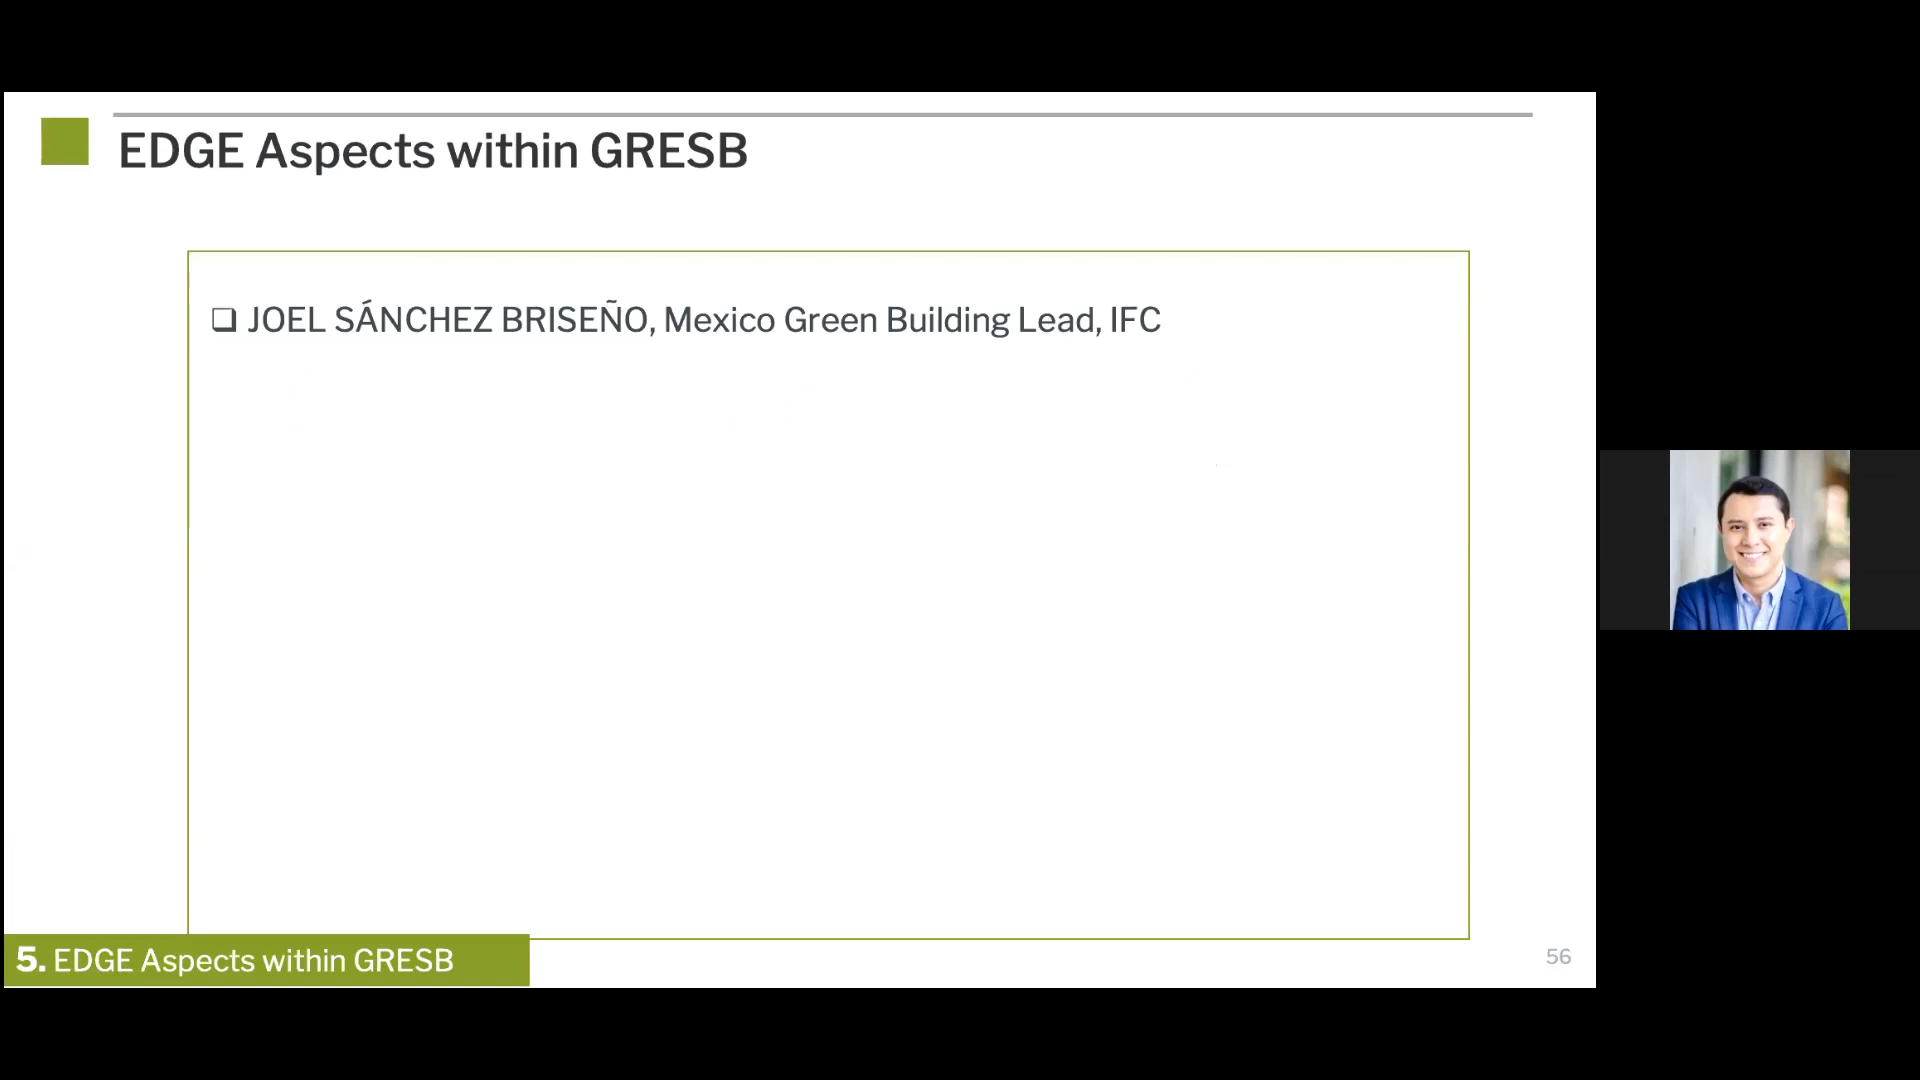 EDGE Aspects within GRESB
❑ JOEL SÁNCHEZ BRISEÑO, Mexico Green Building Lead, IFC
5. EDGE Aspects within GRESB
56